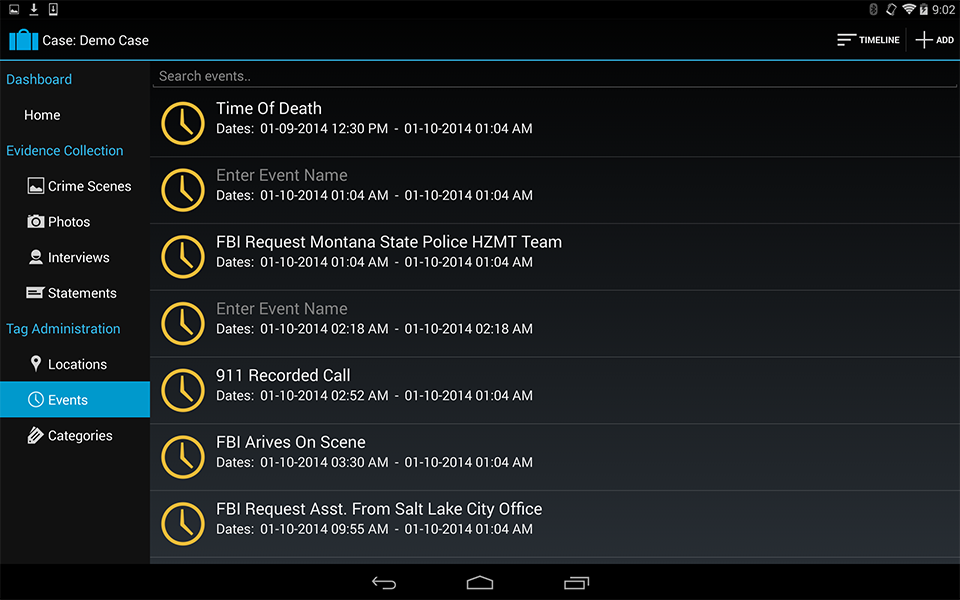 9:02
Case: Demo Case
TIMELINE
ADD
Dashboard
Home
Evidence Collection
Crime Scenes
Photos
Interviews
Statements
Tag Administration
Locations
Events
Categories
Search events..
Time Of Death
Dates: 01-09-2014 12:30 PM - 01-10-2014 01:04 AM
Enter Event Name
Dates: 01-10-2014 01:04 AM - 01-10-2014 01:04 AM
FBI Request Montana State Police HZMT Team
Dates: 01-10-2014 01:04 AM - 01-10-2014 01:04 AM
Enter Event Name
Dates: 01-10-2014 02:18 AM - 01-10-2014 02:18 AM
911 Recorded Call
Dates: 01-10-2014 02:52 AM - 01-10-2014 01:04 AM
FBI Arives On Scene
Dates: 01-10-2014 03:30 AM - 01-10-2014 01:04 AM
FBI Request Asst. From Salt Lake City Office
Dates: 01-10-2014 09:55 AM - 01-10-2014 01:04 AM